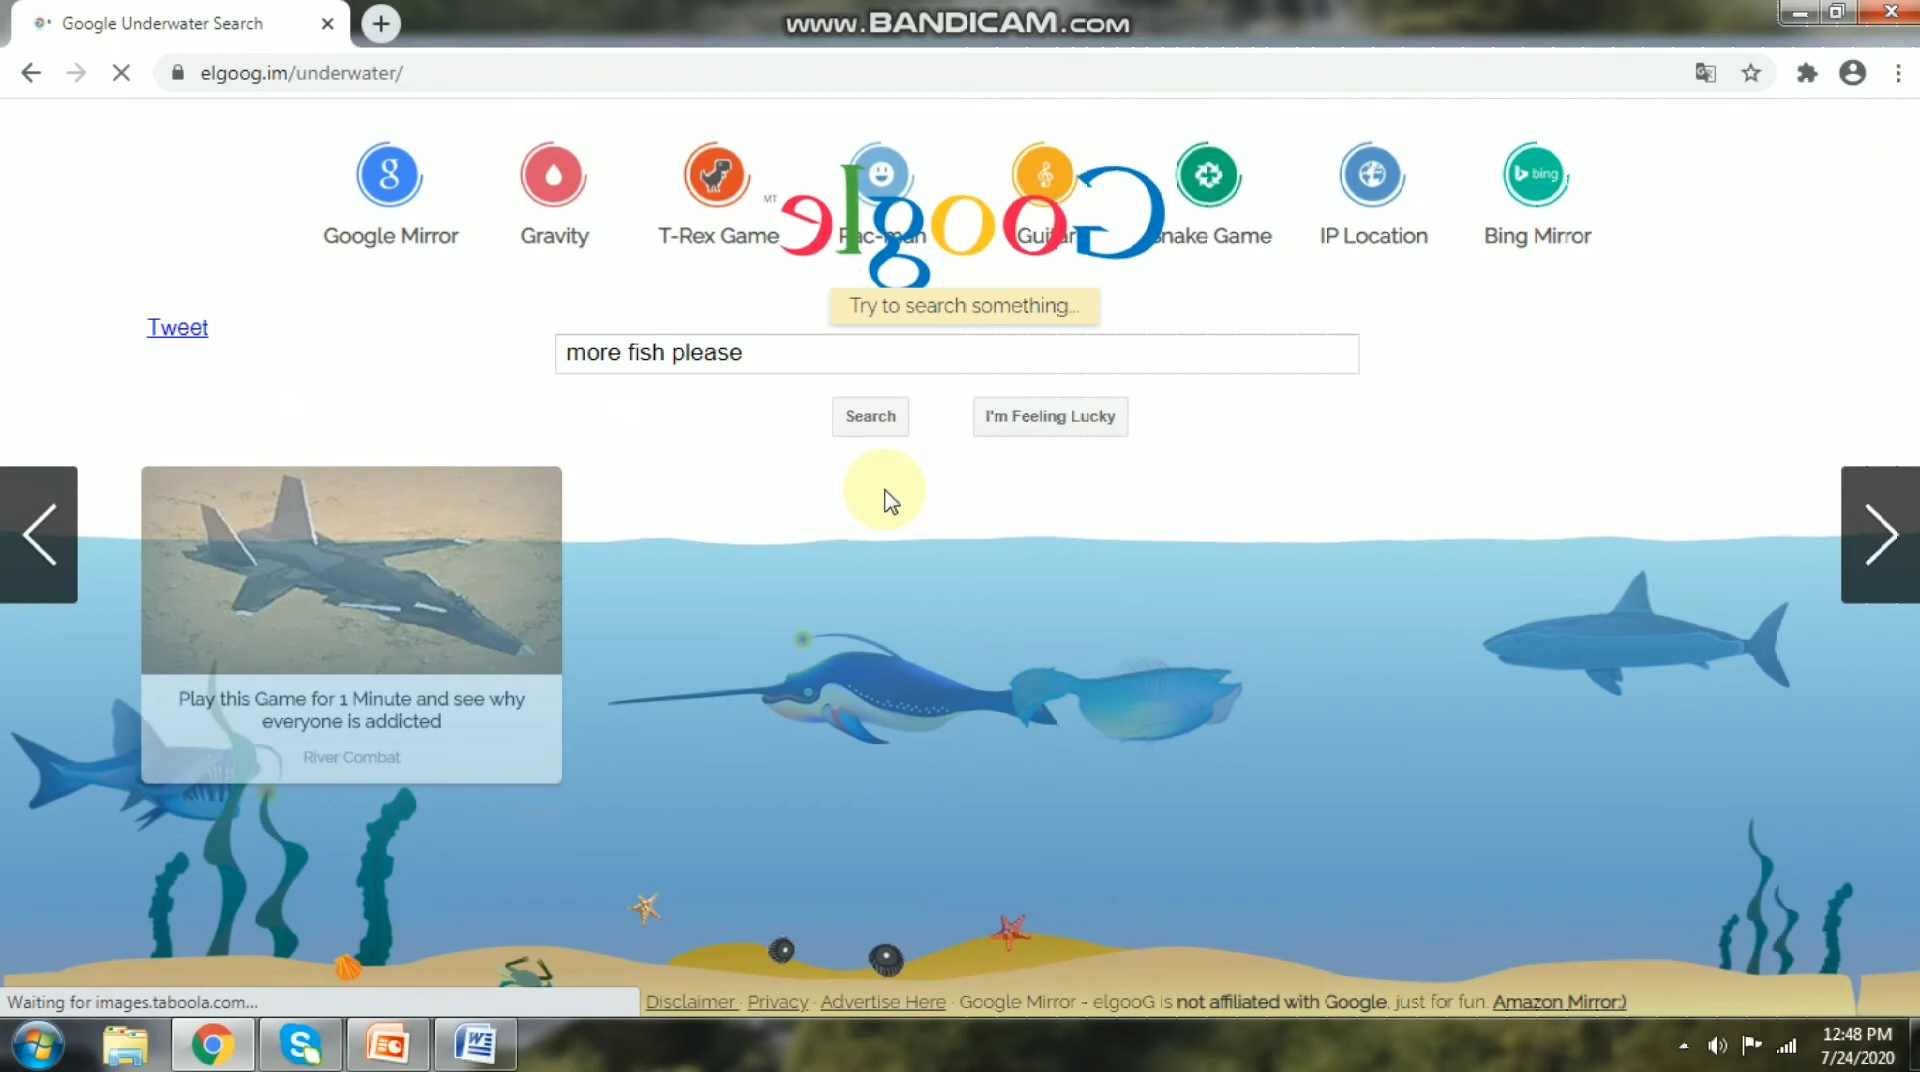 Google Underwater Search
www.BANDICAM.com
elgoog.im/underwater/
g
bing
MT
elgooG
Google Mirror
Gravity
T-Rex Game
Pac-man
Guitar
Snake Game
IP Location
Bing Mirror
Try to search something...
Tweet
more fish please
Search
I'm Feeling Lucky
Play this Game for 1 Minute and see why
everyone is addicted
River Combat
Waiting for images.taboola.com...
Disclaimer · Privacy · Advertise Here · Google Mirror - elgooG is not affiliated with Google, just for fun. Amazon Mirror:)
12:48 PM
7/24/2020